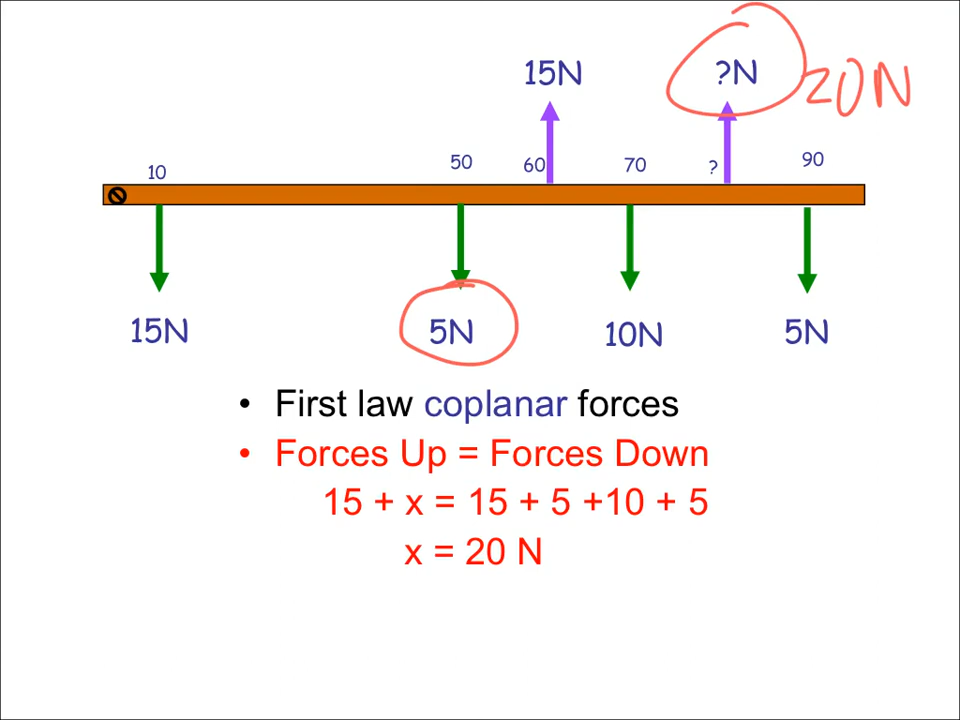 15N ?N 20N
10 50 60 70 ? 90
15N 5N 10N 5N
• First law coplanar forces
• Forces Up = Forces Down
15 + x = 15 + 5 +10 + 5
x = 20 N